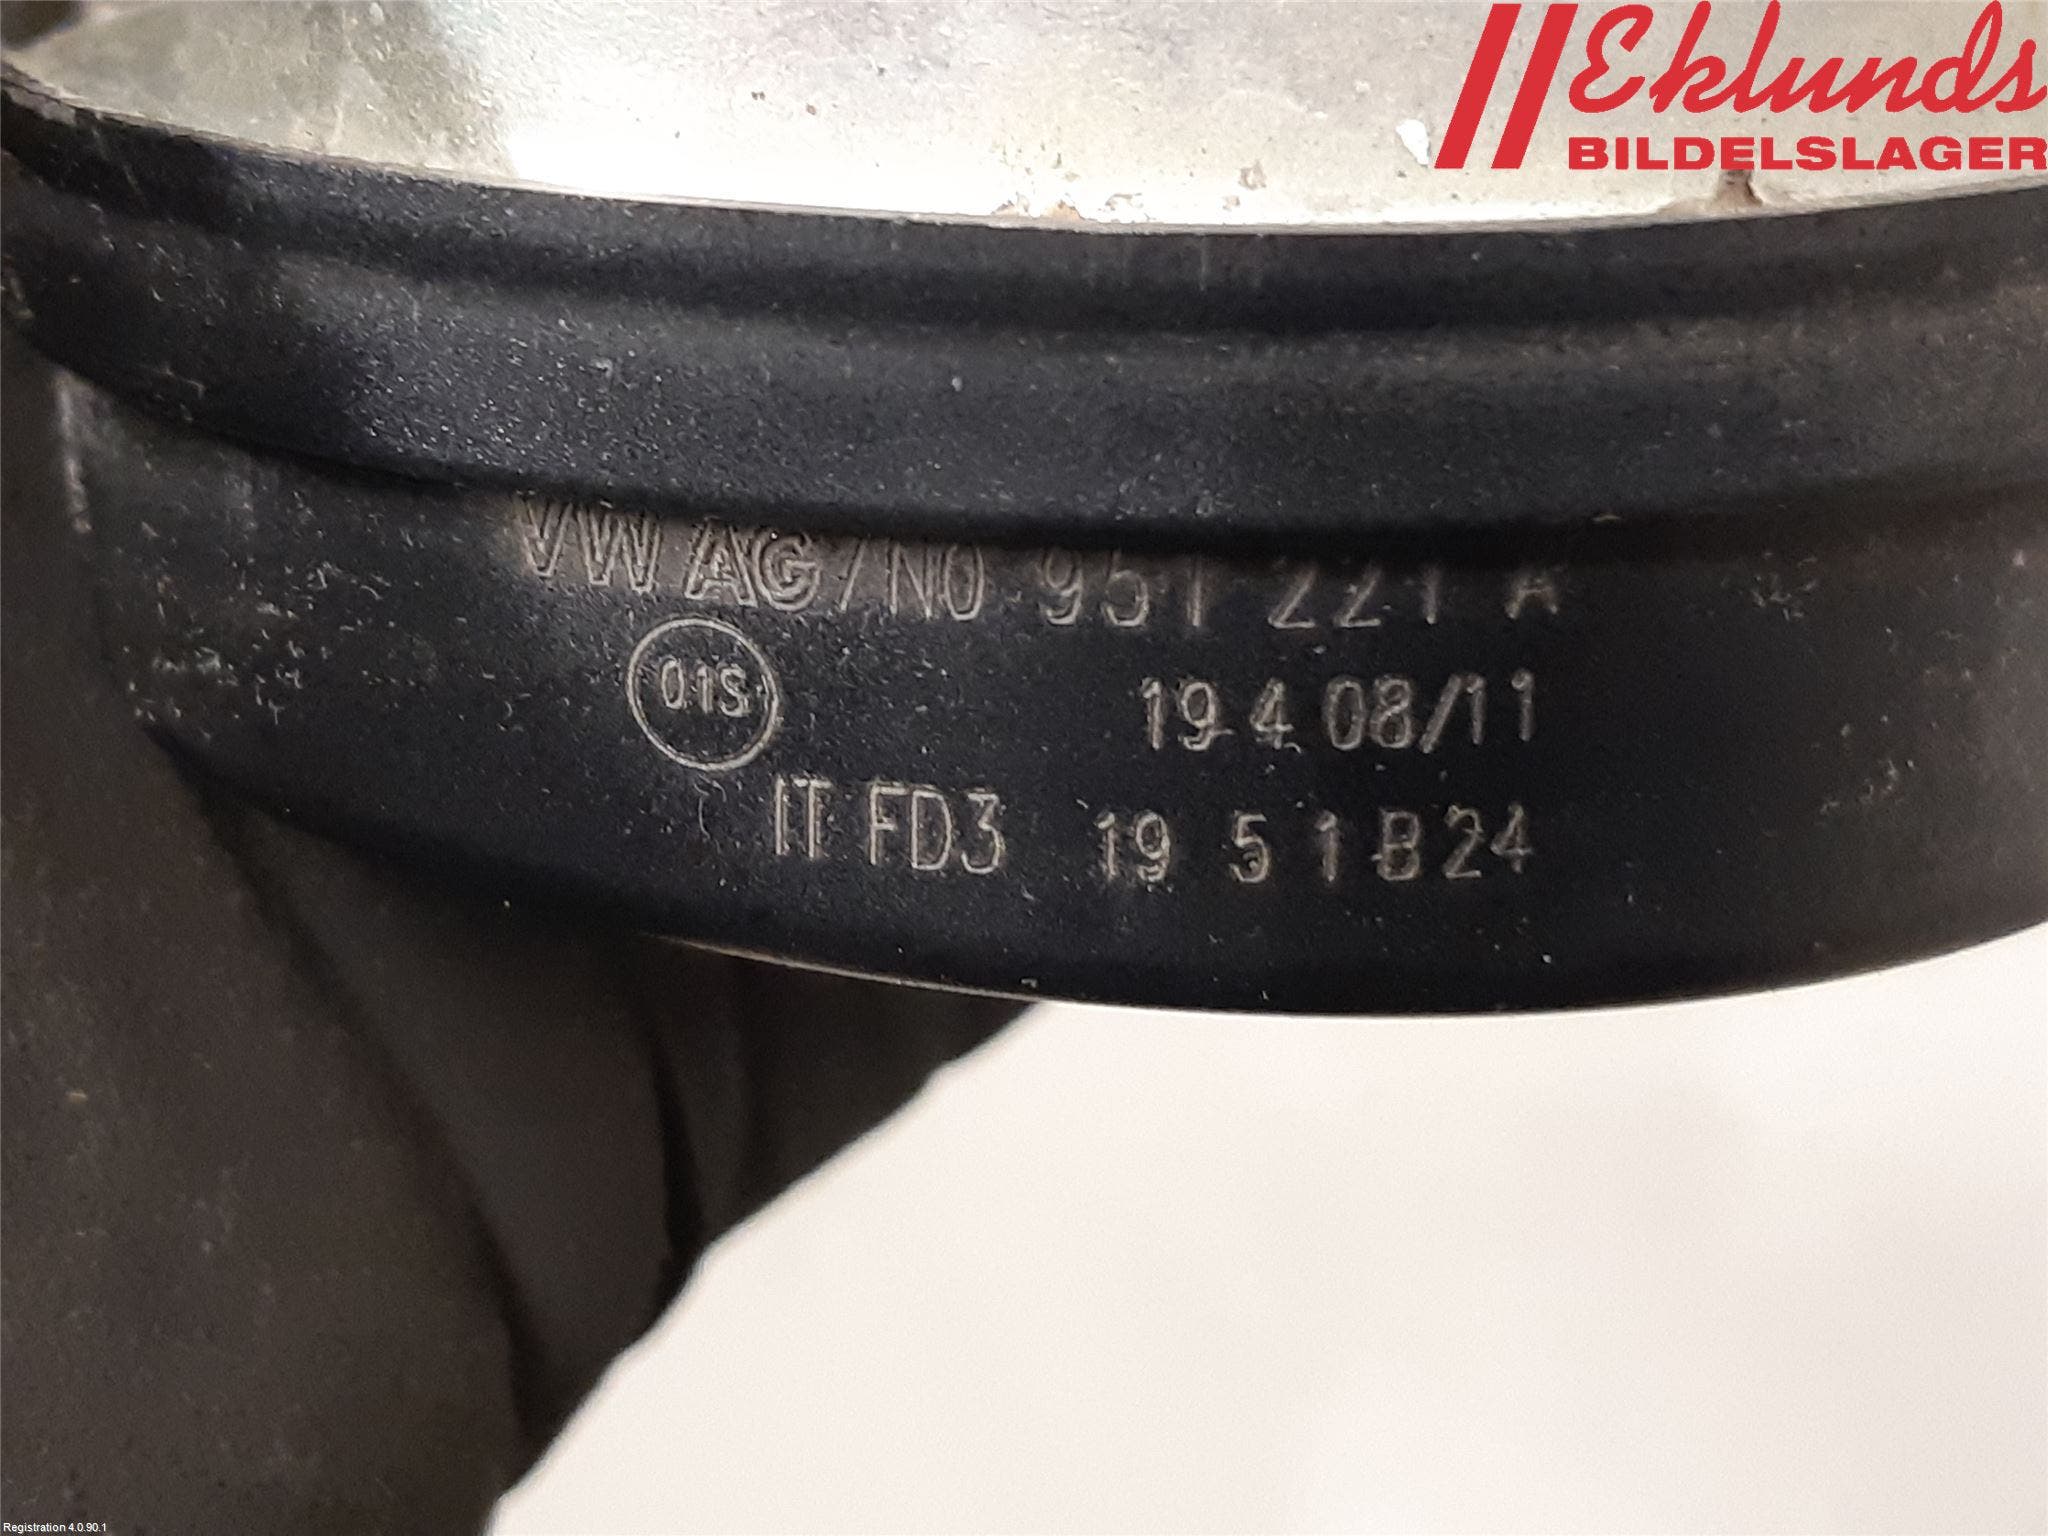 Eklunds
BILDELSLAGER
VW AG 7N0 951 221 A
01S
19 4 08/11
IT FD3 19 5 1 B24
Registration 4.0.90.1